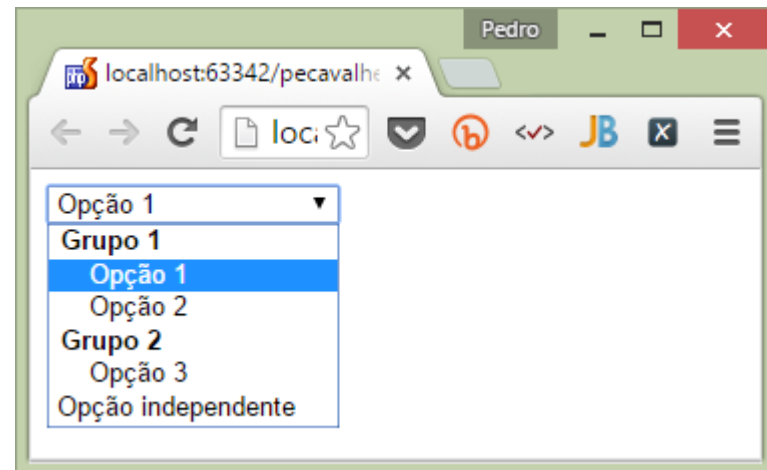 Pedro
localhost:63342/pecavalhe
loca
JB
X
Opção 1
Grupo 1
Opção 1
Opção 2
Grupo 2
Opção 3
Opção independente